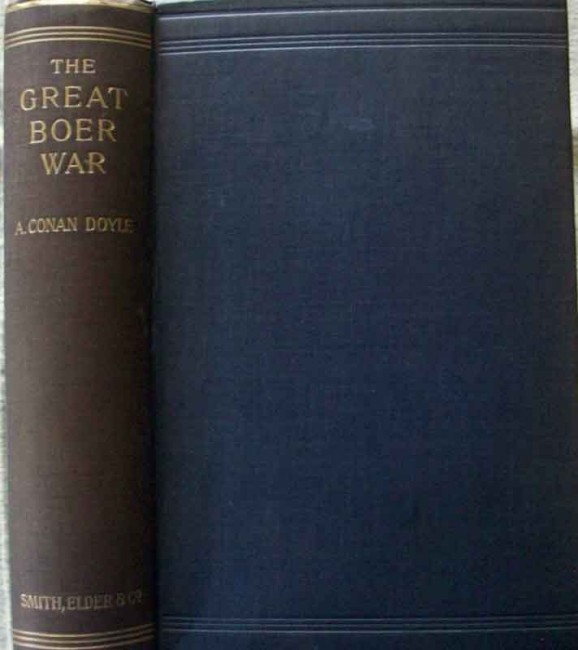 THE
GREAT
BOER
WAR
A. CONAN DOYLE
SMITH, ELDER & Co.